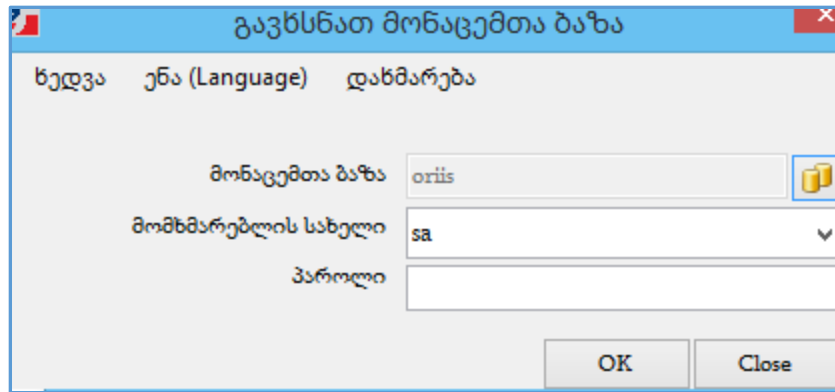 გავხსნათ მონაცემთა ბაზა
ხედვა ენა (Language) დახმარება
მონაცემთა ბაზა oriis
მომხმარებლის სახელი sa
პაროლი
OK Close